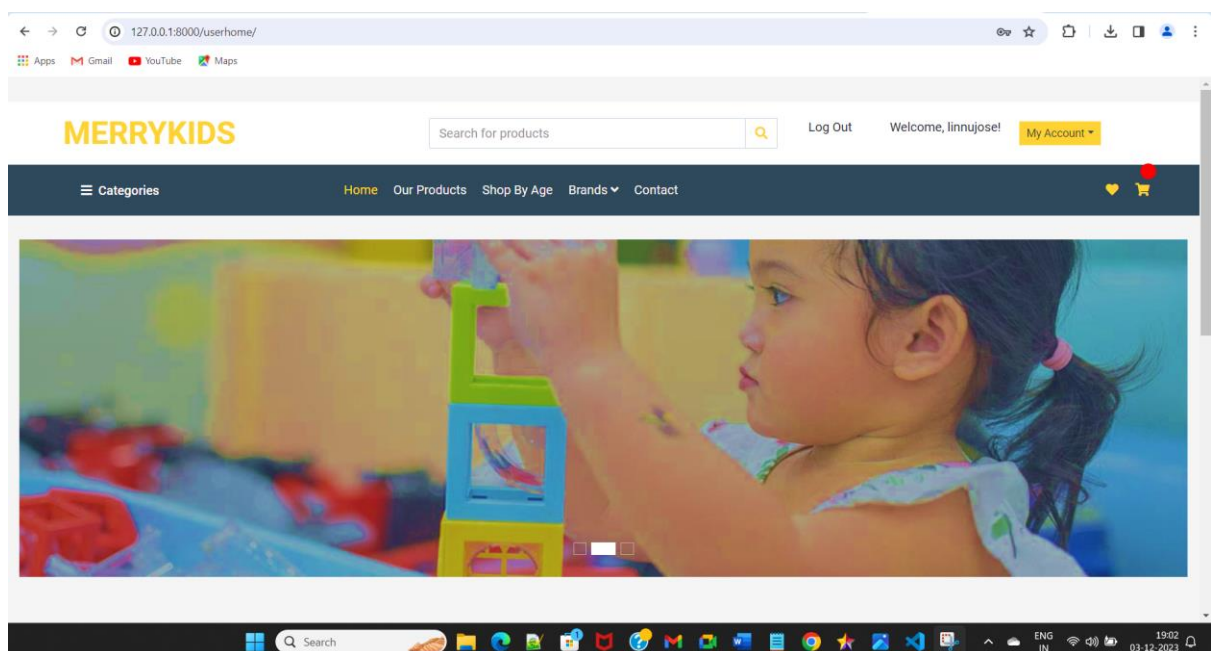 127.0.0.1:8000/userhome/
Apps Gmail YouTube Maps
MERRYKIDS
Search for products
Log Out
Welcome, linnujose!
My Account
Categories
Home Our Products Shop By Age Brands Contact
Search
ENG
IN
19:02
03-12-2023